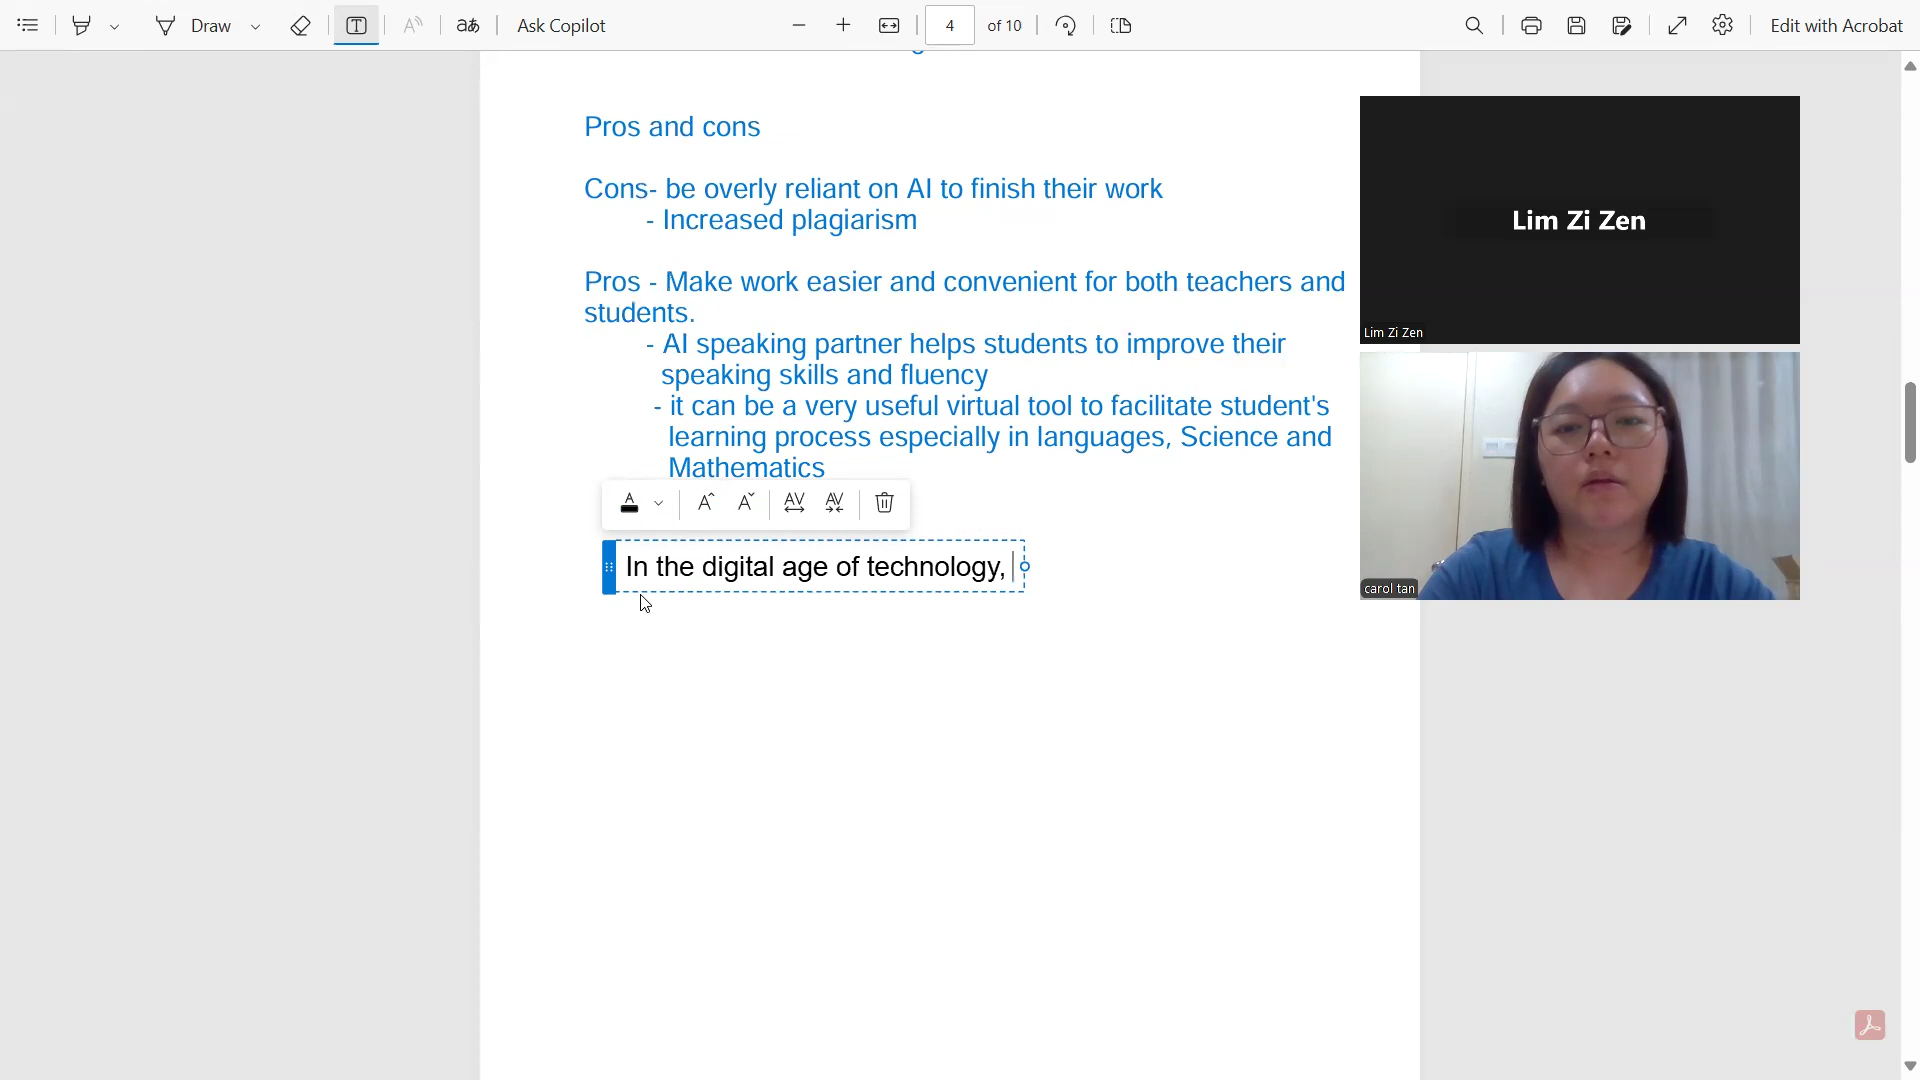 Draw
A
aあ
Ask Copilot
4
of 10
Edit with Acrobat
Pros and cons
Cons- be overly reliant on AI to finish their work
- Increased plagiarism
Pros - Make work easier and convenient for both teachers and
students.
- AI speaking partner helps students to improve their
speaking skills and fluency
- it can be a very useful virtual tool to facilitate student's
learning process especially in languages, Science and
Mathematics
A A A AV AV
In the digital age of technology,
Lim Zi Zen
Lim Zi Zen
carol tan